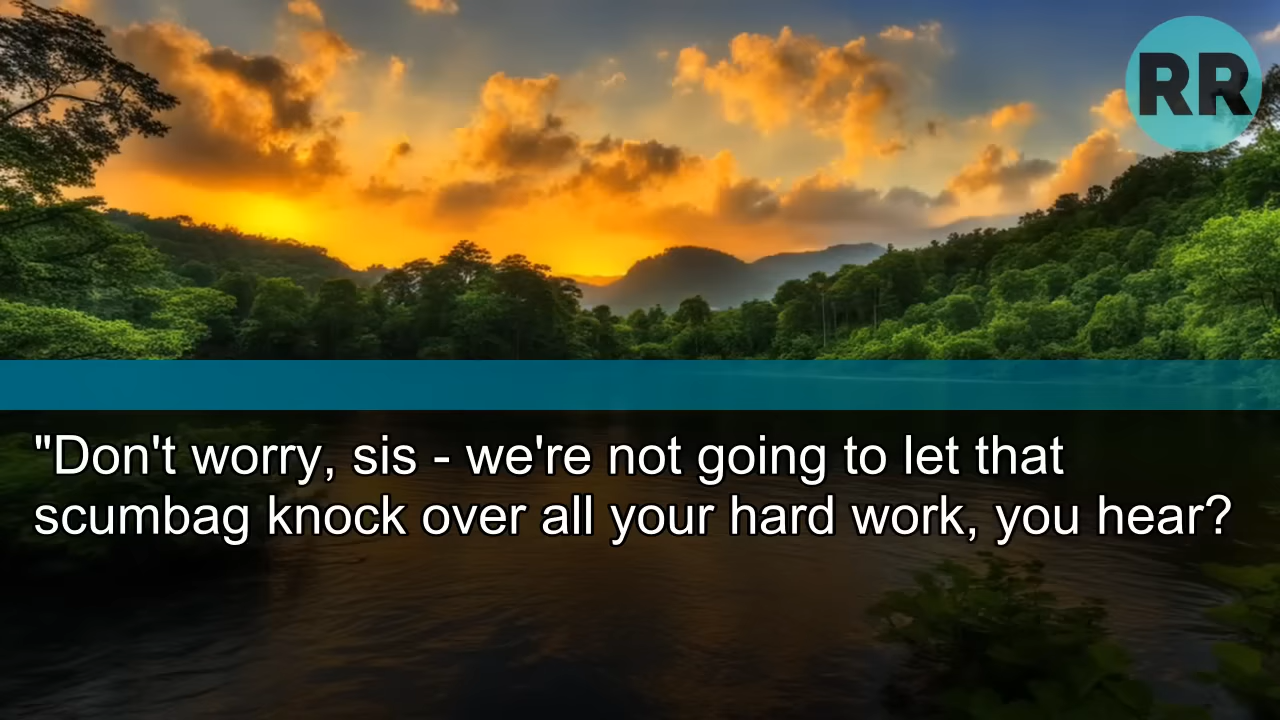 RR
"Don't worry, sis - we're not going to let that
scumbag knock over all your hard work, you hear?